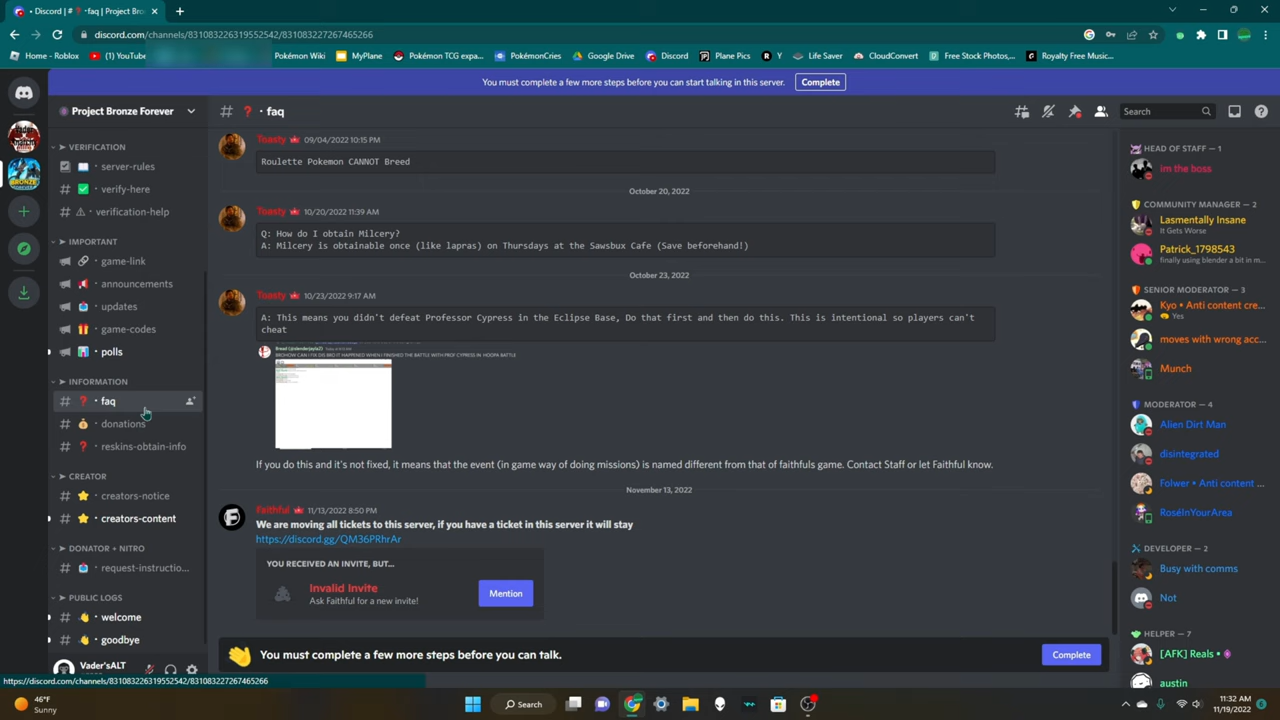 • Discord | # ❓・faq | Project Bronze F
discord.com/channels/831083226319552542/831083227267465266
Home - Roblox
(1) YouTube
Pokémon Wiki
MyPlane
Pokémon TCG expa...
PokémonCries
Google Drive
Discord
Plane Pics
R Y
Life Saver
CloudConvert
Free Stock Photos,...
Royalty Free Music...
You must complete a few more steps before you can start talking in this server.
Complete
Project Bronze Forever
faq
Search
VERIFICATION
server-rules
verify-here
verification-help
IMPORTANT
game-link
announcements
updates
game-codes
polls
INFORMATION
faq
donations
reskins-obtain-info
CREATOR
creators-notice
creators-content
DONATOR + NITRO
request-instructio...
PUBLIC LOGS
welcome
goodbye
Vader'sALT
Toasty 09/04/2022 10:15 PM
Roulette Pokemon CANNOT Breed
October 20, 2022
Toasty 10/20/2022 11:39 AM
Q: How do I obtain Milcery?
A: Milcery is obtainable once (like lapras) on Thursdays at the Sawsbux Cafe (Save beforehand!)
October 23, 2022
Toasty 10/23/2022 9:17 AM
A: This means you didn't defeat Professor Cypress in the Eclipse Base, Do that first and then do this. This is intentional so players can't
cheat
If you do this and it's not fixed, it means that the event (in game way of doing missions) is named different from that of faithfuls game. Contact Staff or let Faithful know.
November 13, 2022
Faithful 11/13/2022 8:50 PM
We are moving all tickets to this server, if you have a ticket in this server it will stay
https://discord.gg/QM36PRhrAr
YOU RECEIVED AN INVITE, BUT...
Invalid Invite
Ask Faithful for a new invite!
Mention
You must complete a few more steps before you can talk.
Complete
HEAD OF STAFF — 1
im the boss
COMMUNITY MANAGER — 2
Lasmentally Insane
It Gets Worse
Patrick_1798543
finally using blender a bit in m...
SENIOR MODERATOR — 3
Kyo • Anti content cre...
Yes
moves with wrong acc...
Munch
MODERATOR — 4
Alien Dirt Man
disintegrated
Folwer • Anti content ...
RoséInYourArea
DEVELOPER — 2
Busy with comms
Not
HELPER — 7
[AFK] Reals •
austin
https://discord.com/channels/831083226319552542/831083227267465266
46°F
Sunny
Search
11:32 AM
11/19/2022